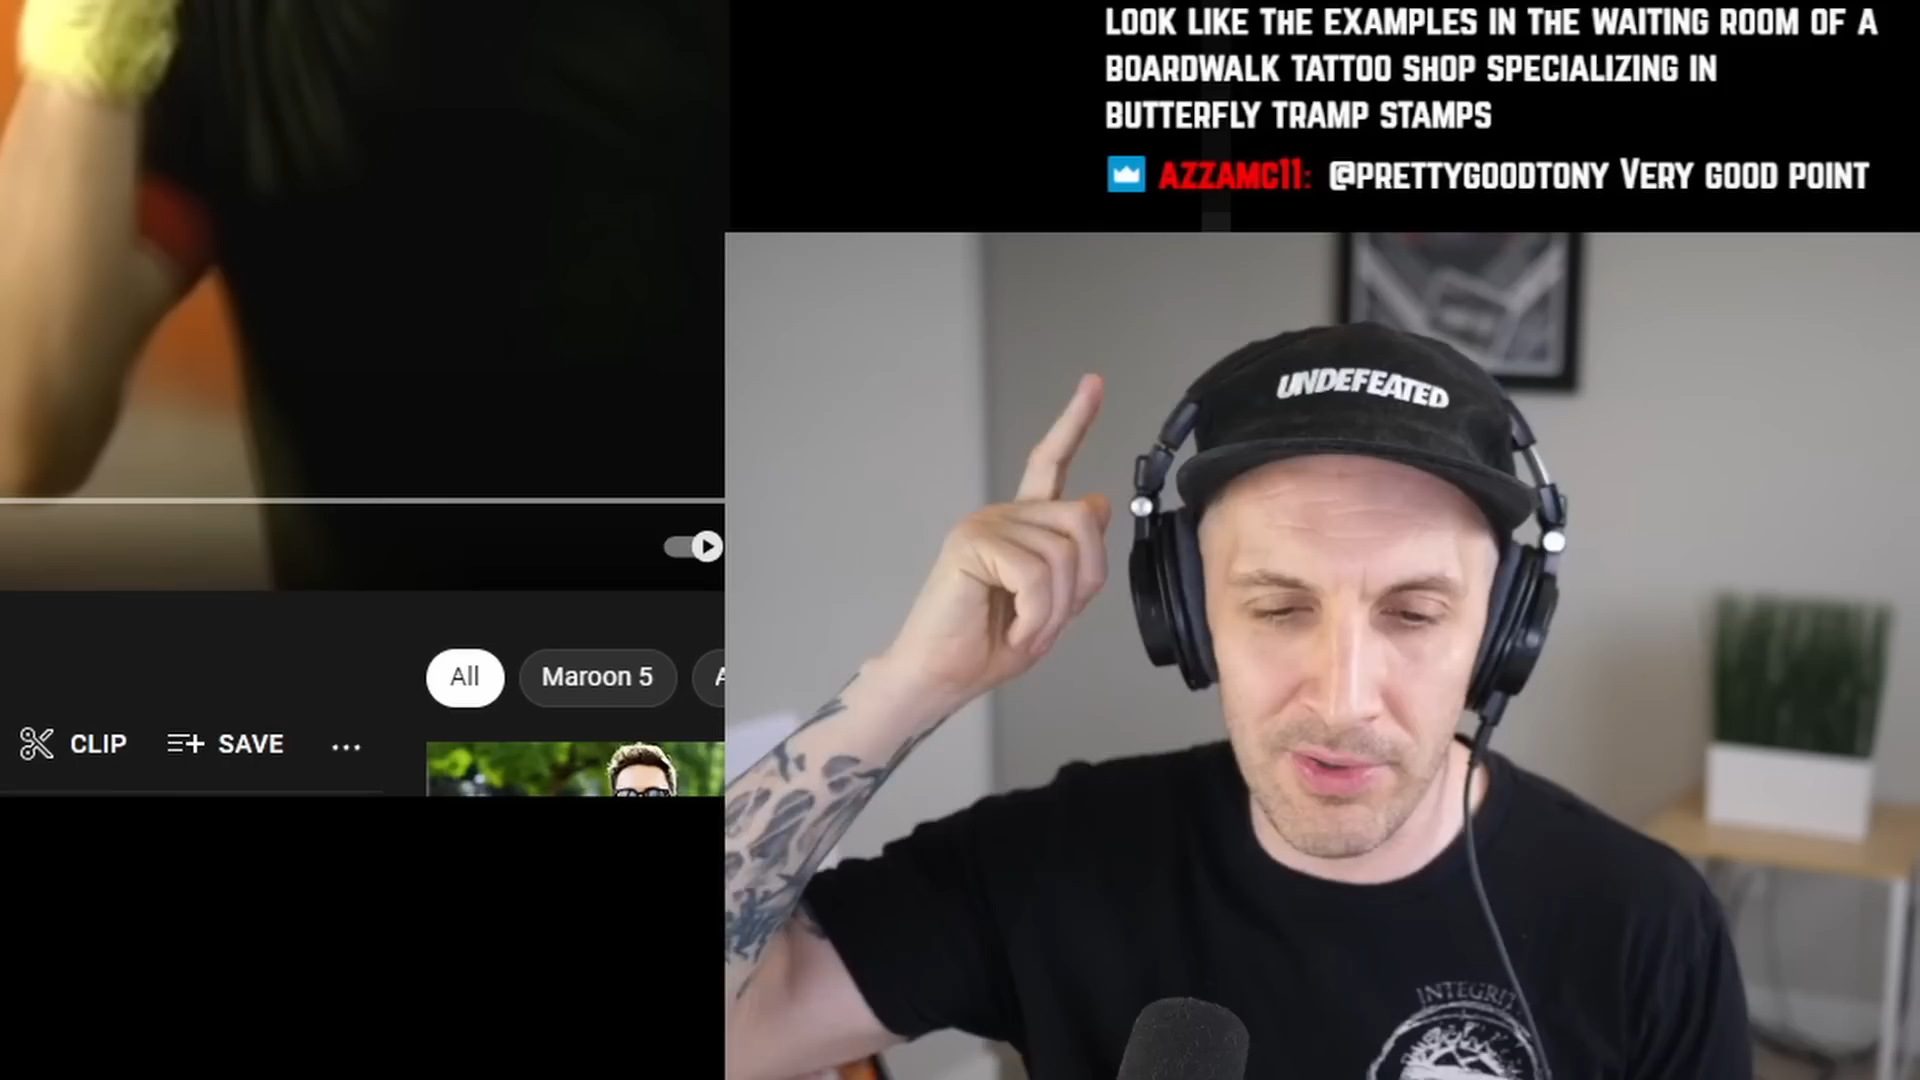 LOOK LIKE THE EXAMPLES IN THE WAITING ROOM OF A
BOARDWALK TATTOO SHOP SPECIALIZING IN
BUTTERFLY TRAMP STAMPS
AZZAMC11: @PRETTYGOODTONY VERY GOOD POINT
UNDEFEATED
All
Maroon 5
CLIP
SAVE
INTEGRIT